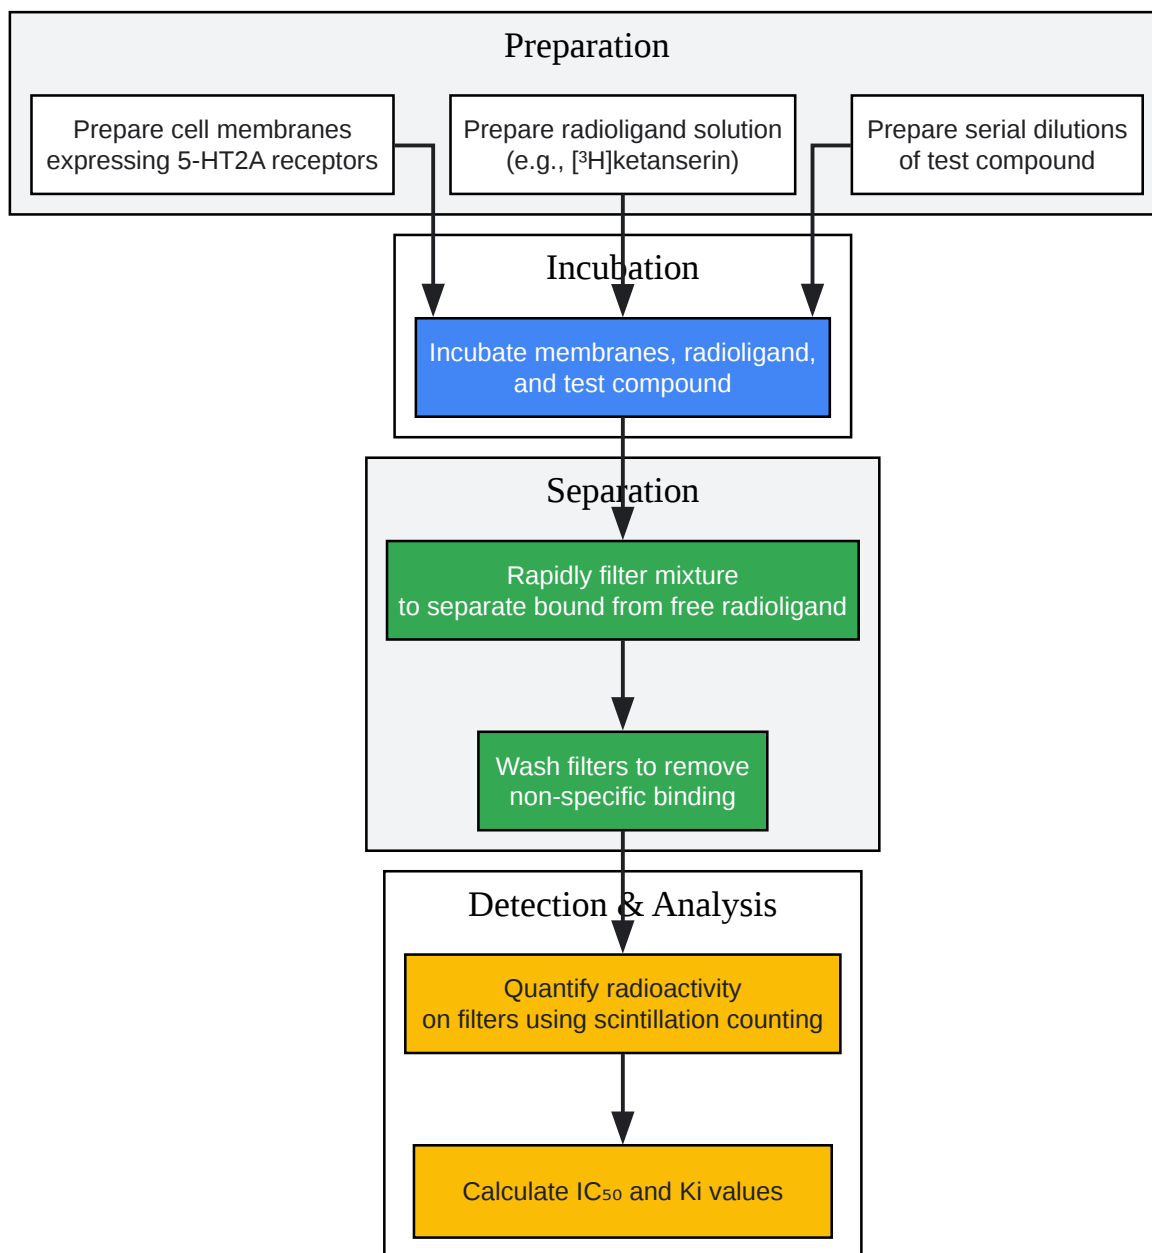 Preparation
Prepare cell membranes
expressing 5-HT2A receptors
Prepare radioligand solution
(e.g., [³H]ketanserin)
Prepare serial dilutions
of test compound
Incubation
Incubate membranes, radioligand,
and test compound
Separation
Rapidly filter mixture
to separate bound from free radioligand
Wash filters to remove
non-specific binding
Detection & Analysis
Quantify radioactivity
on filters using scintillation counting
Calculate IC₅₀ and Ki values